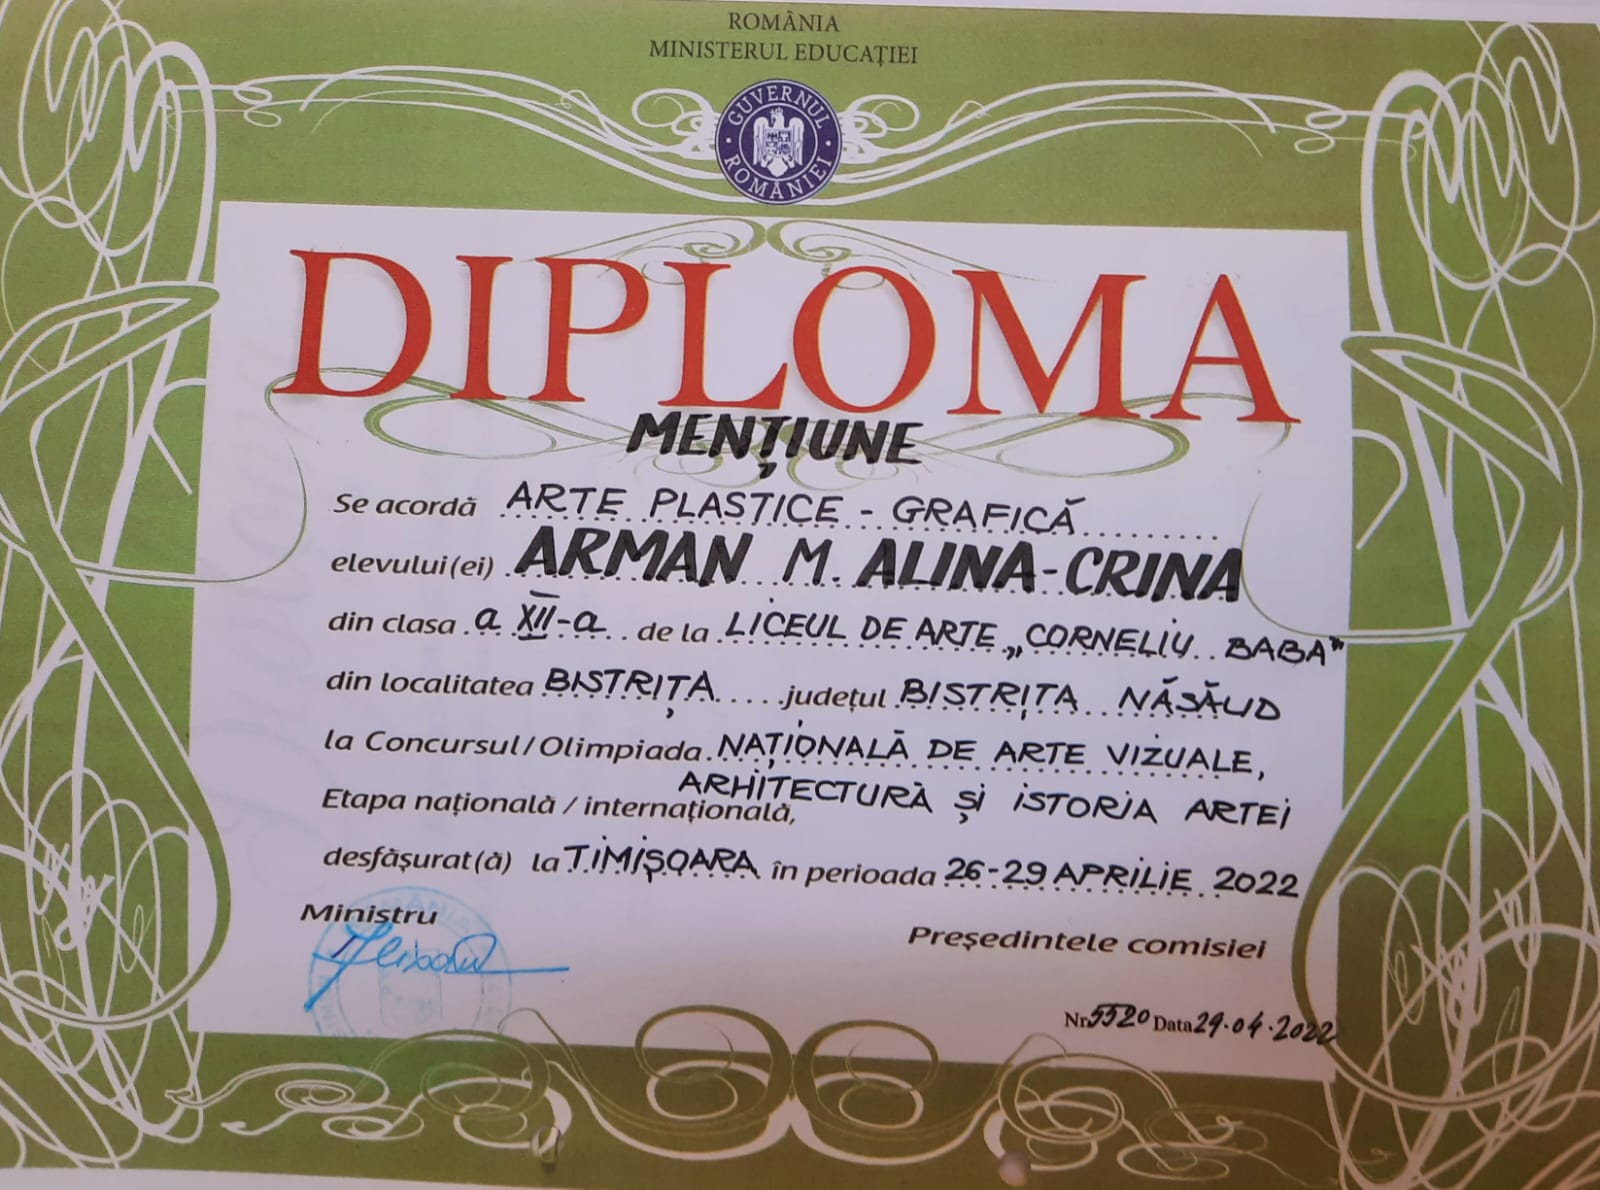 ROMÂNIA
MINISTERUL EDUCAȚIEI
GUVERNUL ROMÂNIEI
DIPLOMA
MENȚIUNE
Se acordă ARTE PLASTICE - GRAFICĂ
elevului(ei) ARMAN M. ALINA-CRINA
din clasa a XII-a de la LICEUL DE ARTE „CORNELIU BABA"
din localitatea BISTRIȚA județul BISTRIȚA NĂSĂUD
la Concursul/Olimpiada NAȚIONALĂ DE ARTE VIZUALE,
ARHITECTURĂ ȘI ISTORIA ARTEI
Etapa națională / internațională,
desfășurat(ă) la TIMIȘOARA în perioada 26-29 APRILIE 2022
Ministru
Președintele comisiei
Nr. 5520 Data 29.04.2022